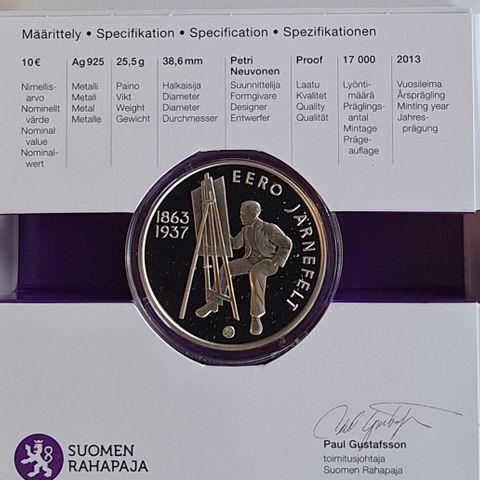 Määrittely • Spesifikation • Specification • Spezifikationen
10 € Ag 925 25,5 g 38,6 mm Petri Neuvonen Proof 17 000 2013
Nimellis-
arvo
Nominellt
värde
Nominal
value
Nominal-
wert
Metalli
Metall
Metal
Metalle
Paino
Vikt
Weight
Gewicht
Halkaisija
Diameter
Diameter
Durchmesser
Suunnittelija
Formgivare
Designer
Entwerfer
Laatu
Kvalitet
Quality
Qualität
Lyönti-
määrä
Präglings-
antal
Mintage
Präge-
auflage
Vuosileima
Årsprägling
Minting year
Jahres-
prägung
EERO JÄRNEFELT
1863
1937
Paul Gustafsson
toimitusjohtaja
Suomen Rahapaja
SUOMEN
RAHAPAJA